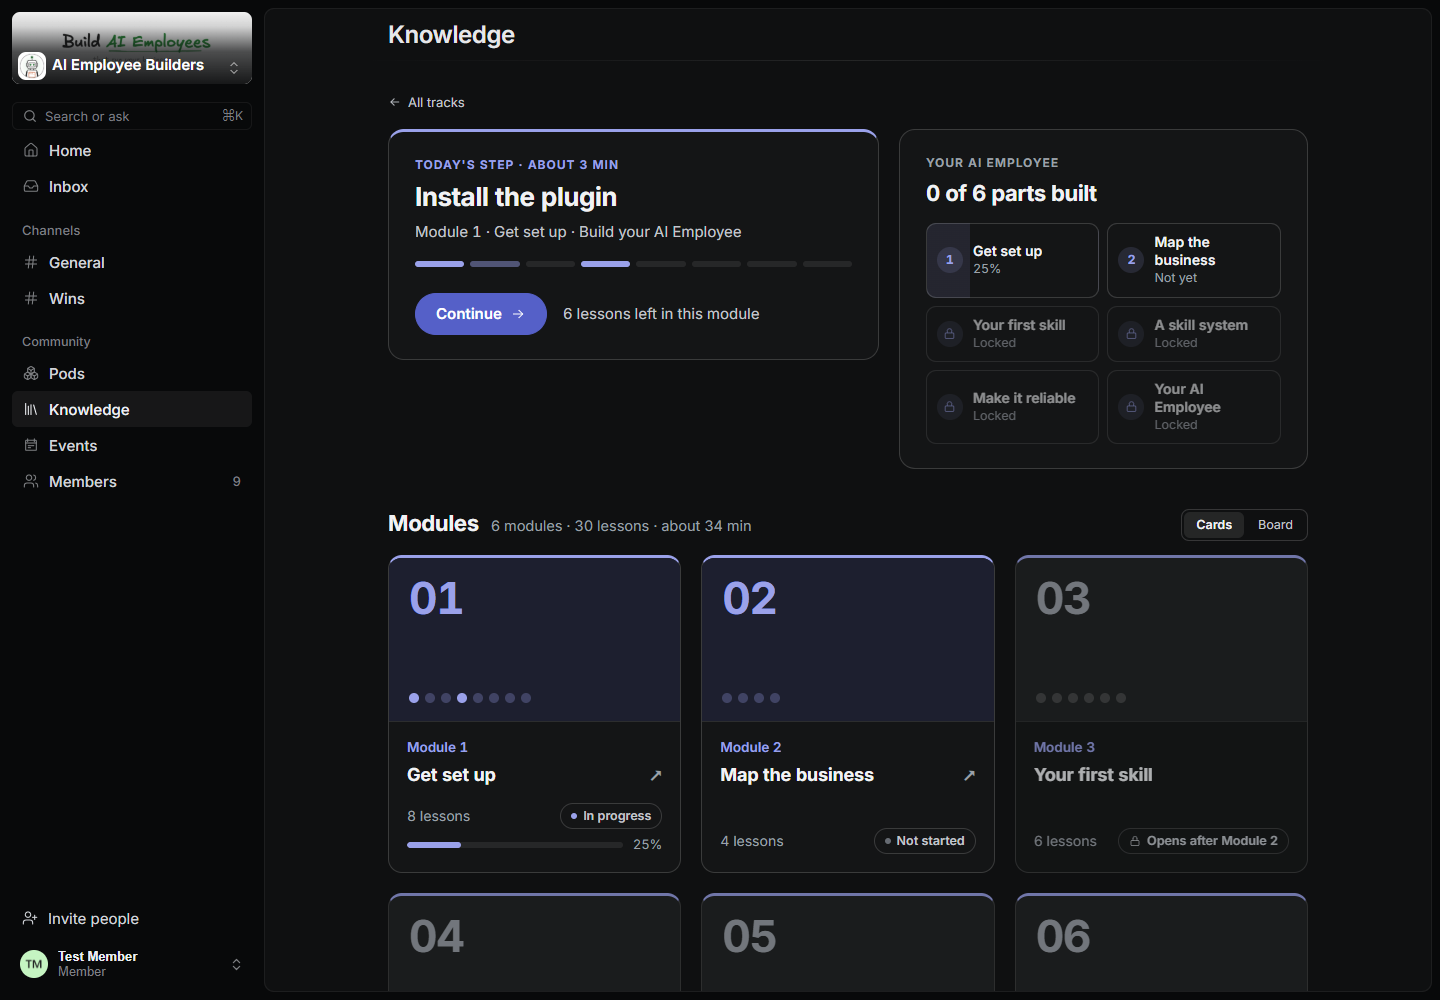 Build AI Employees
AI Employee Builders
Search or ask
⌘K
Home
Inbox
Channels
General
Wins
Community
Pods
Knowledge
Events
Members
9
Invite people
TM
Test Member
Member
Knowledge
← All tracks
TODAY'S STEP · ABOUT 3 MIN
Install the plugin
Module 1 · Get set up · Build your AI Employee
Continue →
6 lessons left in this module
YOUR AI EMPLOYEE
0 of 6 parts built
1
Get set up
25%
2
Map the
business
Not yet
Your first skill
Locked
A skill system
Locked
Make it reliable
Locked
Your AI
Employee
Locked
Modules
6 modules · 30 lessons · about 34 min
Cards
Board
01
Module 1
Get set up
↗
8 lessons
In progress
25%
02
Module 2
Map the business
↗
4 lessons
Not started
03
Module 3
Your first skill
6 lessons
Opens after Module 2
04
05
06